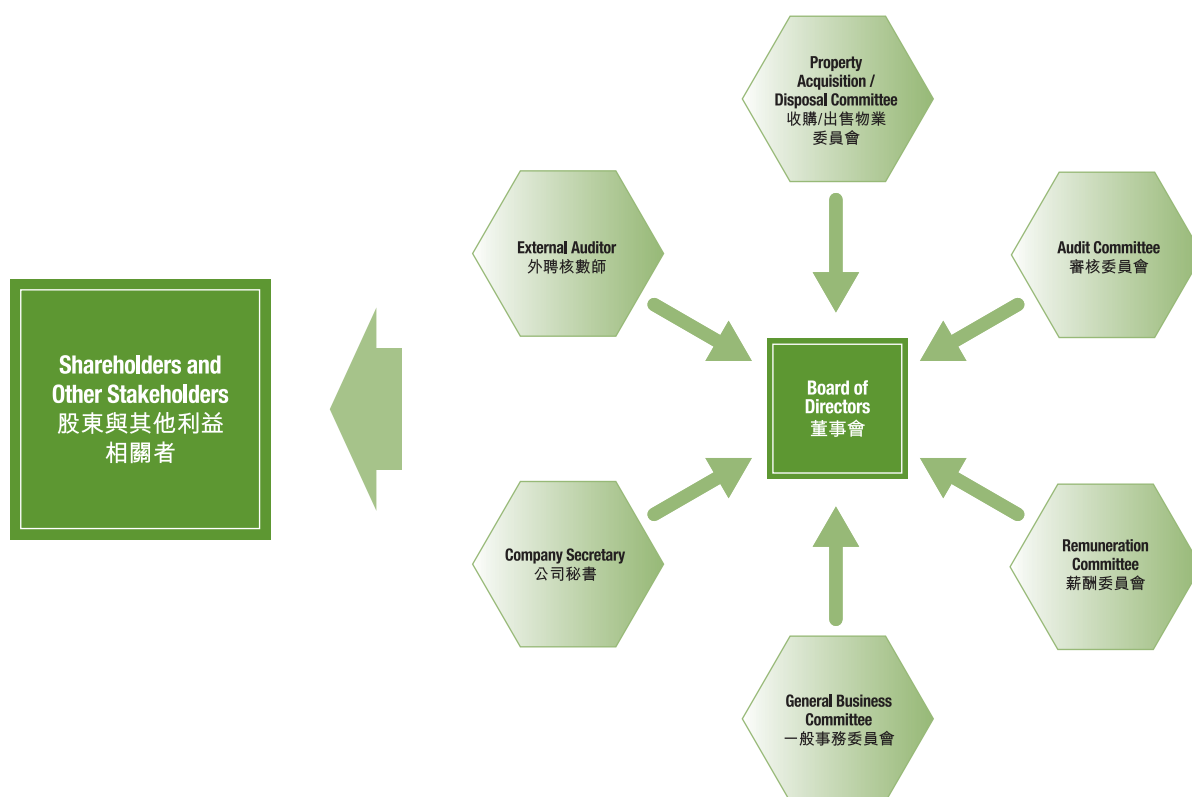 Property
Acquisition /
Disposal Committee
收購/出售物業
委員會
External Auditor
外聘核數師
Audit Committee
審核委員會
Shareholders and
Other Stakeholders
股東與其他利益
相關者
Board of
Directors
董事會
Company Secretary
公司秘書
Remuneration
Committee
薪酬委員會
General Business
Committee
一般事務委員會